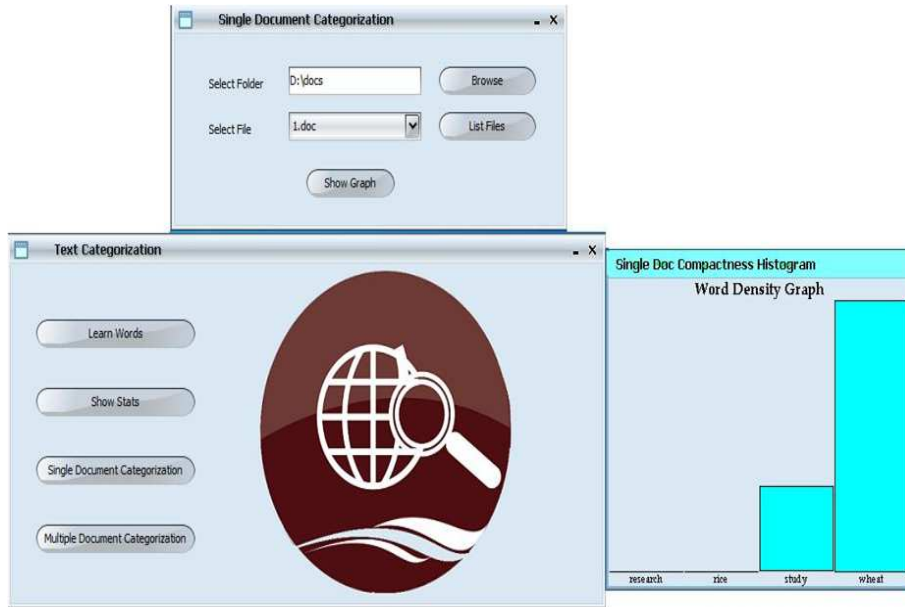 Single Document Categorization
Select Folder
D:\docs
Browse
Select File
1.doc
List Files
Show Graph
Text Categorization
Learn Words
Show Stats
Single Document Categorization
Multiple Document Categorization
Single Doc Compactness Histogram
Word Density Graph
research rice study wheat